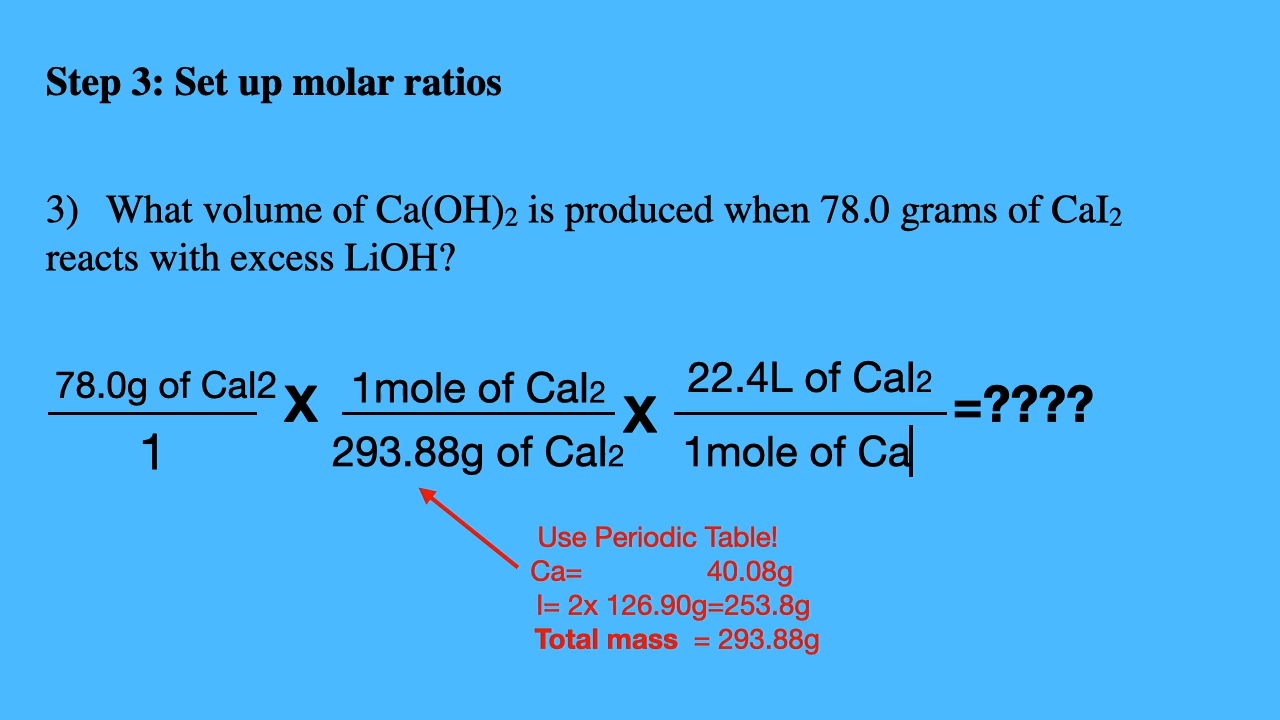 Step 3: Set up molar ratios
3) What volume of Ca(OH)₂ is produced when 78.0 grams of CaI₂
reacts with excess LiOH?
78.0g of CaI2 X 1mole of CaI₂ X 22.4L of CaI₂ =????
1 293.88g of CaI₂ 1mole of Ca
Use Periodic Table!
Ca= 40.08g
I= 2x 126.90g=253.8g
Total mass = 293.88g